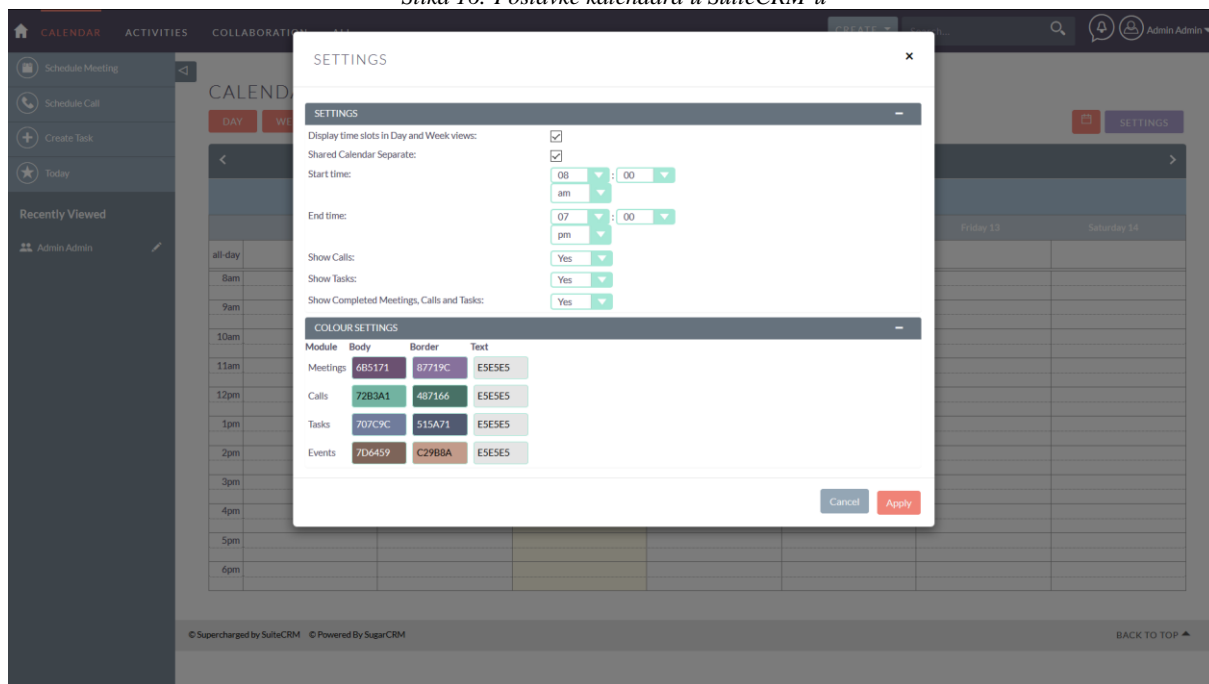 Slika 16. Postavke kalendara u SuiteCRM-u
CALENDAR ACTIVITIES COLLABORATION ALL CREATE Admin Admin
Schedule Meeting
Schedule Call
Create Task
Today
Recently Viewed
Admin Admin
DAY SETTINGS
Friday 13 Saturday 14
all-day
8am
9am
10am
11am
12pm
1pm
2pm
3pm
4pm
5pm
6pm
SETTINGS ×
SETTINGS –
Display time slots in Day and Week views:
Shared Calendar Separate:
Start time: 08 : 00
am
End time: 07 : 00
pm
Show Calls: Yes
Show Tasks: Yes
Show Completed Meetings, Calls and Tasks: Yes
COLOUR SETTINGS –
Module Body Border Text
Meetings 6B5171 87719C E5E5E5
Calls 72B3A1 487166 E5E5E5
Tasks 707C9C 515A71 E5E5E5
Events 7D6459 C29B8A E5E5E5
Cancel Apply
© Supercharged by SuiteCRM © Powered By SugarCRM BACK TO TOP